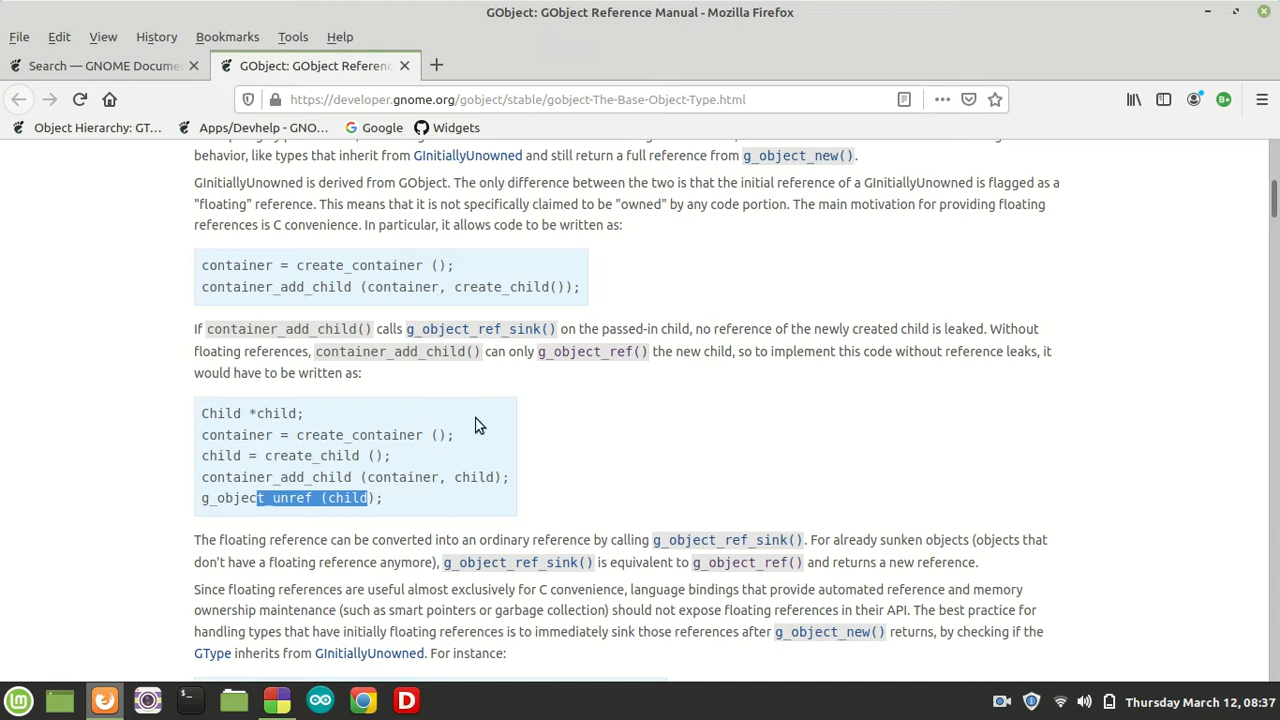 GObject: GObject Reference Manual - Mozilla Firefox
File Edit View History Bookmarks Tools Help
Search — GNOME Docume
GObject: GObject Referenc
https://developer.gnome.org/gobject/stable/gobject-The-Base-Object-Type.html
Object Hierarchy: GT… Apps/Devhelp - GNO… Google Widgets
behavior, like types that inherit from GInitiallyUnowned and still return a full reference from g_object_new().
GInitiallyUnowned is derived from GObject. The only difference between the two is that the initial reference of a GInitiallyUnowned is flagged as a
"floating" reference. This means that it is not specifically claimed to be "owned" by any code portion. The main motivation for providing floating
references is C convenience. In particular, it allows code to be written as:
container = create_container ();
container_add_child (container, create_child());
If container_add_child() calls g_object_ref_sink() on the passed-in child, no reference of the newly created child is leaked. Without
floating references, container_add_child() can only g_object_ref() the new child, so to implement this code without reference leaks, it
would have to be written as:
Child *child;
container = create_container ();
child = create_child ();
container_add_child (container, child);
g_object_unref (child);
The floating reference can be converted into an ordinary reference by calling g_object_ref_sink(). For already sunken objects (objects that
don't have a floating reference anymore), g_object_ref_sink() is equivalent to g_object_ref() and returns a new reference.
Since floating references are useful almost exclusively for C convenience, language bindings that provide automated reference and memory
ownership maintenance (such as smart pointers or garbage collection) should not expose floating references in their API. The best practice for
handling types that have initially floating references is to immediately sink those references after g_object_new() returns, by checking if the
GType inherits from GInitiallyUnowned. For instance:
Thursday March 12, 08:37